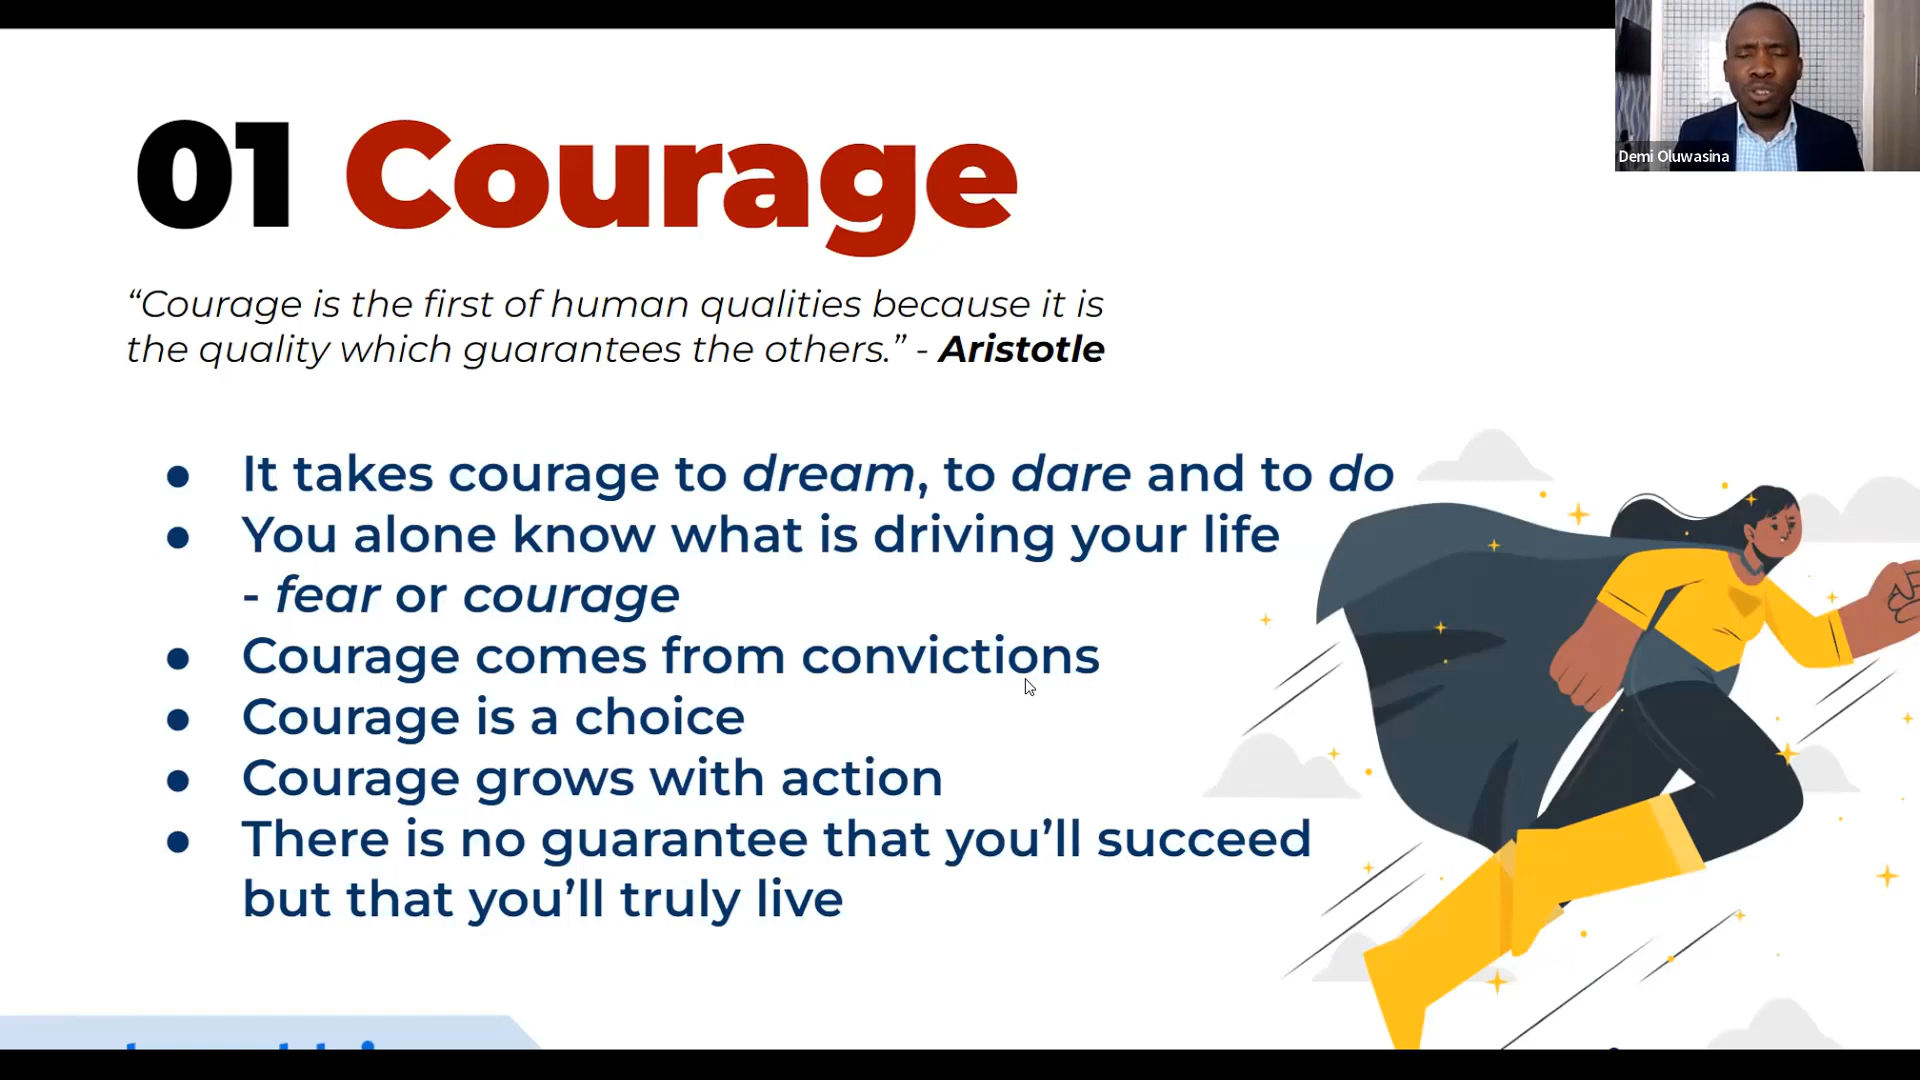 Demi Oluwasina
01 Courage
“Courage is the first of human qualities because it is
the quality which guarantees the others.” - Aristotle
● It takes courage to dream, to dare and to do
● You alone know what is driving your life
- fear or courage
● Courage comes from convictions
● Courage is a choice
● Courage grows with action
● There is no guarantee that you’ll succeed
but that you’ll truly live